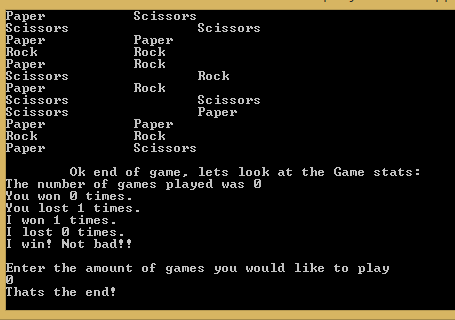 Paper Scissors
Scissors Scissors
Paper Paper
Rock Rock
Paper Rock
Scissors Rock
Paper Rock
Scissors Scissors
Scissors Paper
Paper Paper
Rock Rock
Paper Scissors
Ok end of game, lets look at the Game stats:
The number of games played was 0
You won 0 times.
You lost 1 times.
I won 1 times.
I lost 0 times.
I win! Not bad!!
Enter the amount of games you would like to play
0
Thats the end!